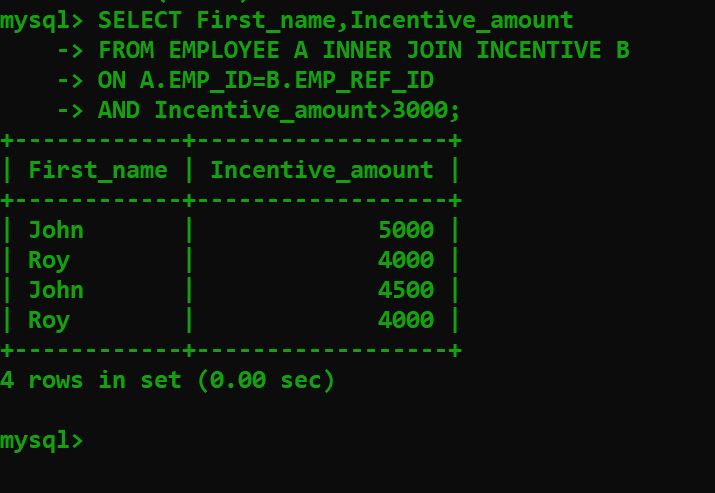 mysql> SELECT First_name,Incentive_amount
    -> FROM EMPLOYEE A INNER JOIN INCENTIVE B
    -> ON A.EMP_ID=B.EMP_REF_ID
    -> AND Incentive_amount>3000;
+------------+------------------+
| First_name | Incentive_amount |
+------------+------------------+
| John       |             5000 |
| Roy        |             4000 |
| John       |             4500 |
| Roy        |             4000 |
+------------+------------------+
4 rows in set (0.00 sec)
mysql>